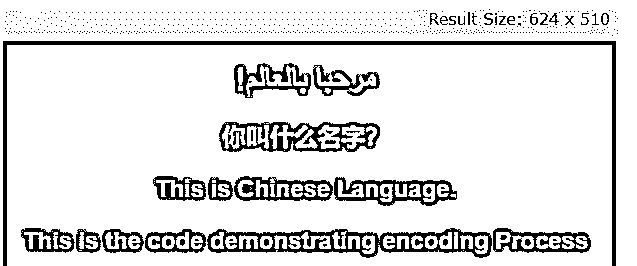 Result Size: 624 x 510
مرحبا بالعالم!
你叫什么名字?
This is Chinese Language.
This is the code demonstrating encoding Process